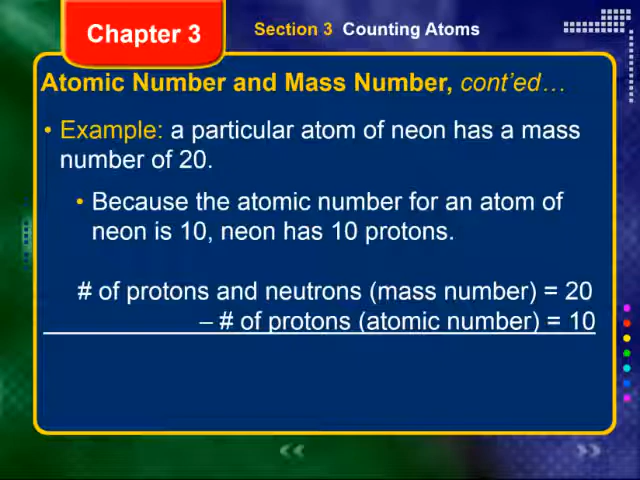 Chapter 3
Section 3 Counting Atoms
Atomic Number and Mass Number, cont'ed…
• Example: a particular atom of neon has a mass
number of 20.
• Because the atomic number for an atom of
neon is 10, neon has 10 protons.
# of protons and neutrons (mass number) = 20
– # of protons (atomic number) = 10